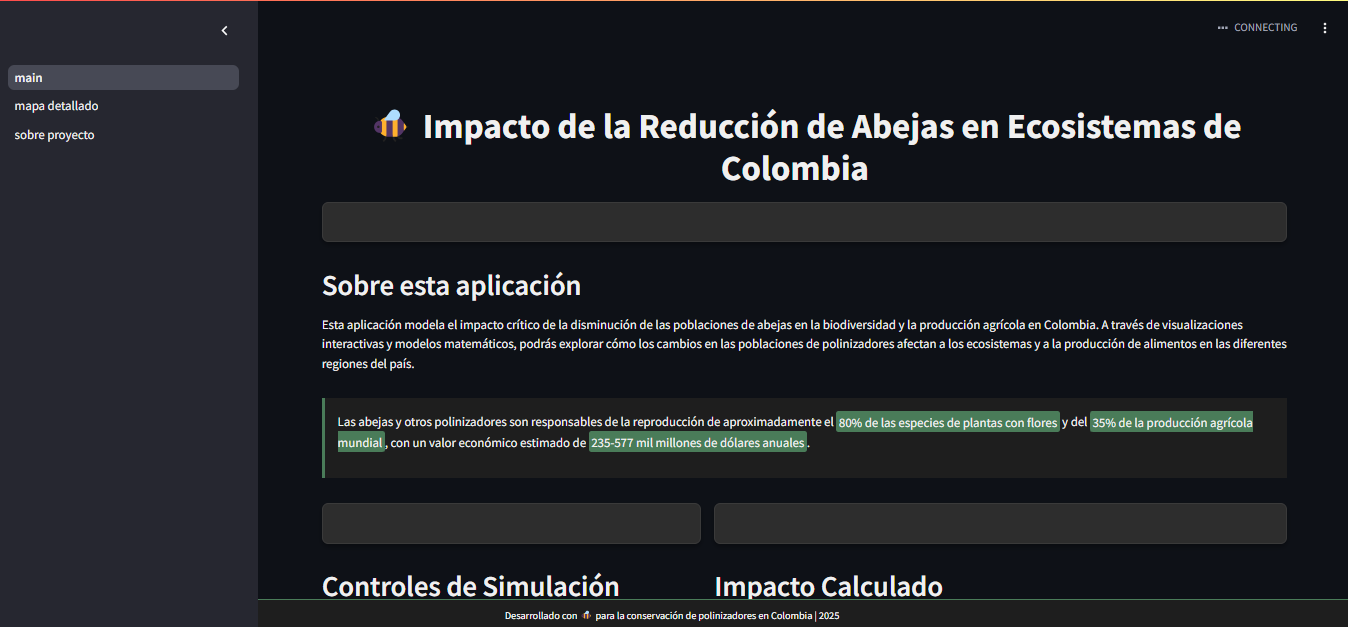 CONNECTING
main
mapa detallado
sobre proyecto
Impacto de la Reducción de Abejas en Ecosistemas de
Colombia
Sobre esta aplicación
Esta aplicación modela el impacto crítico de la disminución de las poblaciones de abejas en la biodiversidad y la producción agrícola en Colombia. A través de visualizaciones
interactivas y modelos matemáticos, podrás explorar cómo los cambios en las poblaciones de polinizadores afectan a los ecosistemas y a la producción de alimentos en las diferentes
regiones del país.
Las abejas y otros polinizadores son responsables de la reproducción de aproximadamente el 80% de las especies de plantas con flores y del 35% de la producción agrícola
mundial, con un valor económico estimado de 235-577 mil millones de dólares anuales.
Controles de Simulación
Impacto Calculado
Desarrollado con 🐝 para la conservación de polinizadores en Colombia | 2025